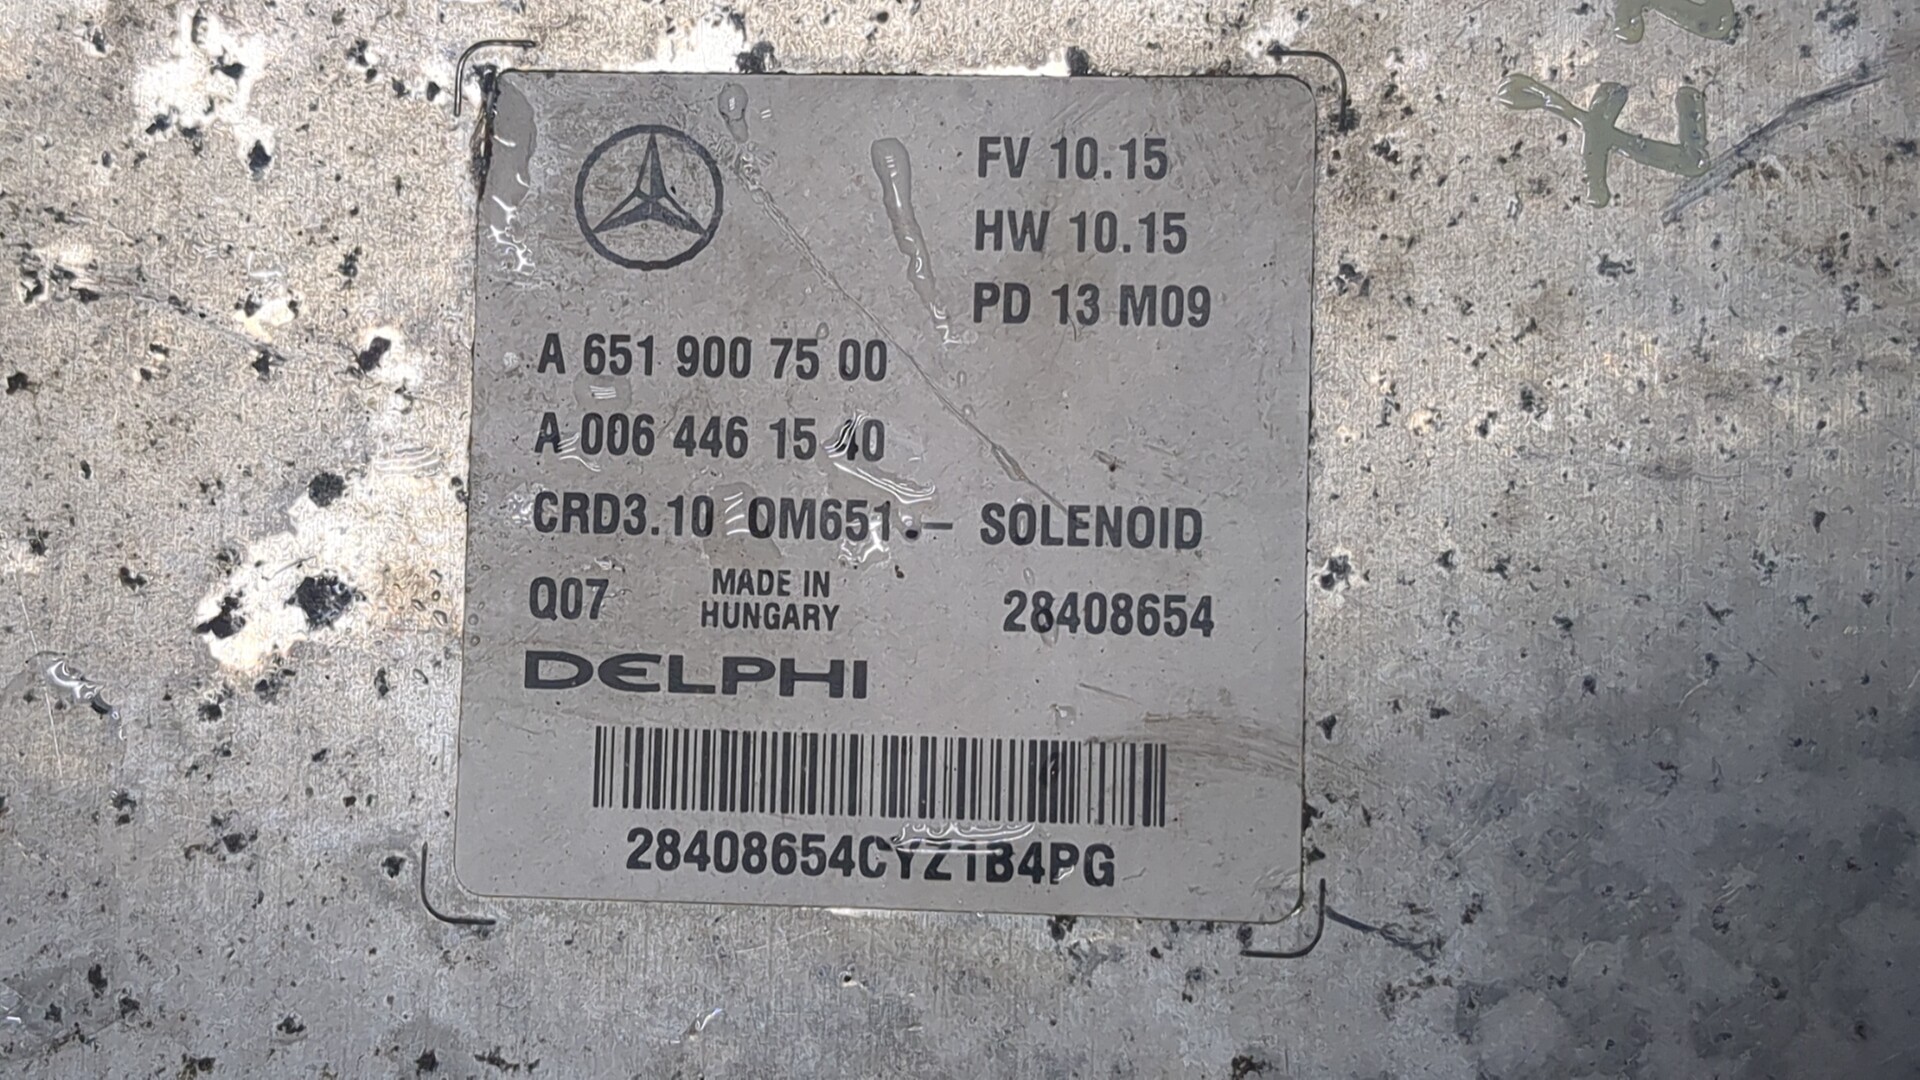 FV 10.15
HW 10.15
PD 13 M09
A 651 900 75 00
A 006 446 15 40
CRD3.10 OM651.- SOLENOID
Q07
MADE IN
HUNGARY
28408654
DELPHI
28408654CYZ1B4PG